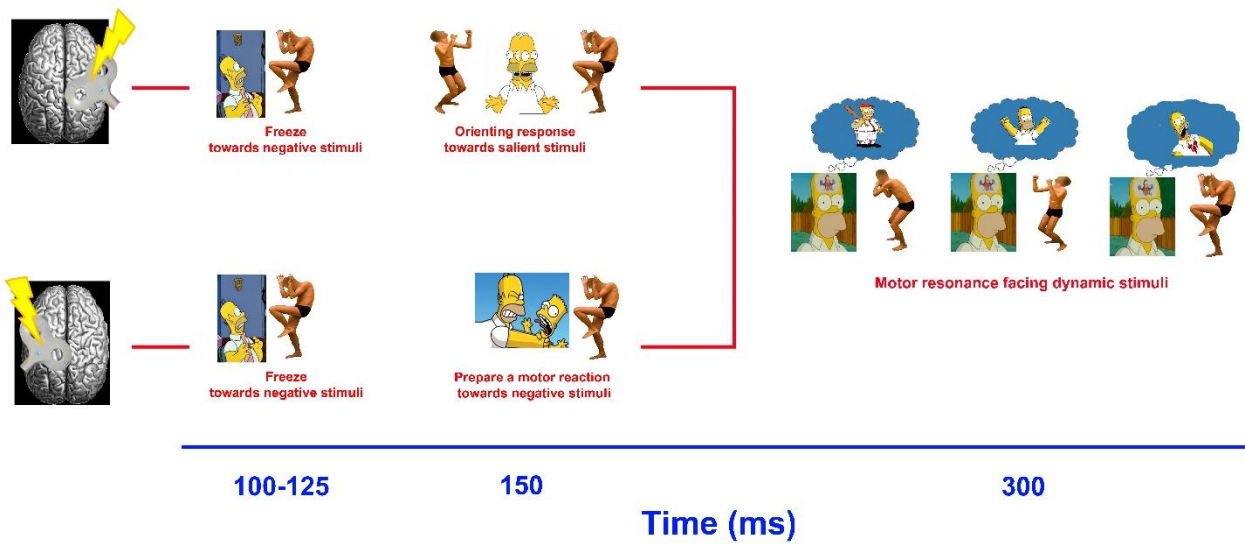 Freeze
towards negative stimuli
Orienting response
towards salient stimuli
Motor resonance facing dynamic stimuli
Freeze
towards negative stimuli
Prepare a motor reaction
towards negative stimuli
100-125
150
300
Time (ms)